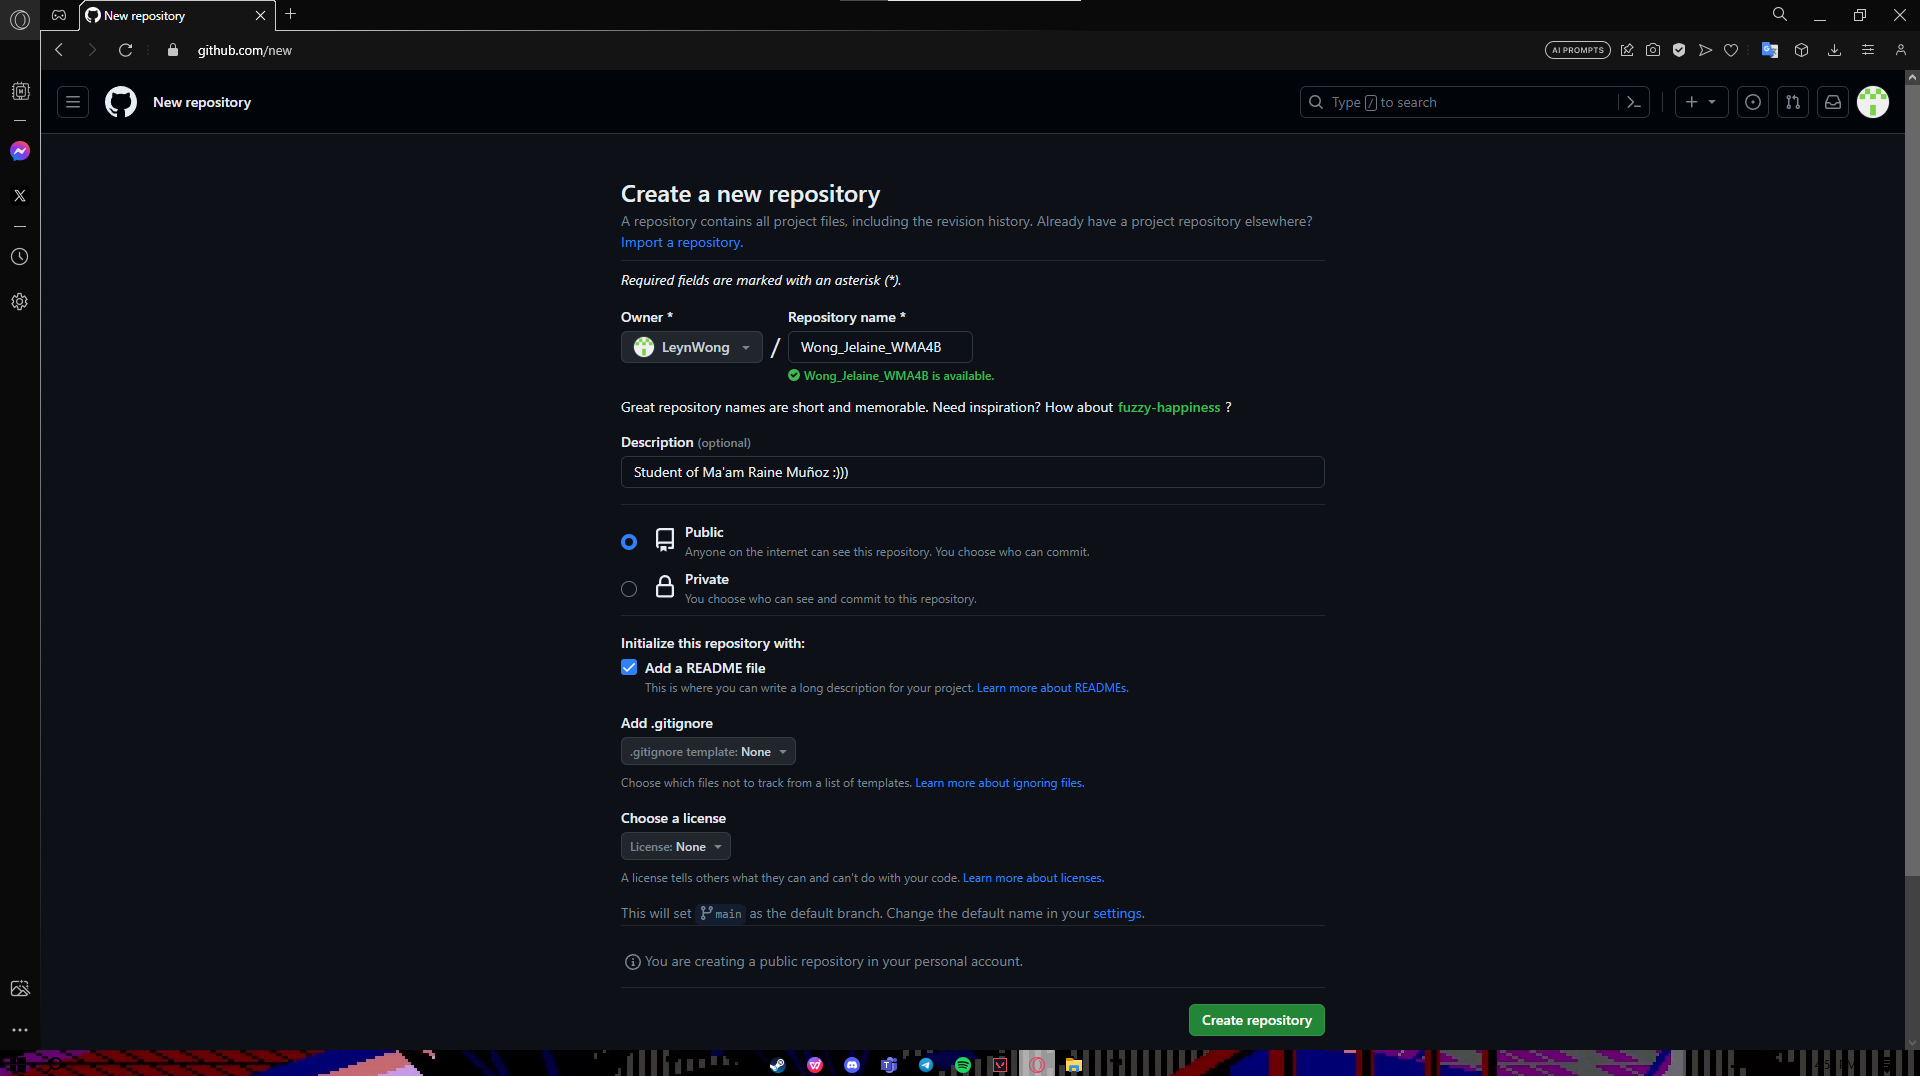 New repository
github.com/new
AI PROMPTS
New repository
Type / to search
Create a new repository
A repository contains all project files, including the revision history. Already have a project repository elsewhere?
Import a repository.
Required fields are marked with an asterisk (*).
Owner *
Repository name *
LeynWong
/
Wong_Jelaine_WMA4B
Wong_Jelaine_WMA4B is available.
Great repository names are short and memorable. Need inspiration? How about fuzzy-happiness ?
Description (optional)
Student of Ma'am Raine Muñoz :)))
Public
Anyone on the internet can see this repository. You choose who can commit.
Private
You choose who can see and commit to this repository.
Initialize this repository with:
Add a README file
This is where you can write a long description for your project. Learn more about READMEs.
Add .gitignore
.gitignore template: None
Choose which files not to track from a list of templates. Learn more about ignoring files.
Choose a license
License: None
A license tells others what they can and can't do with your code. Learn more about licenses.
This will set main as the default branch. Change the default name in your settings.
You are creating a public repository in your personal account.
Create repository